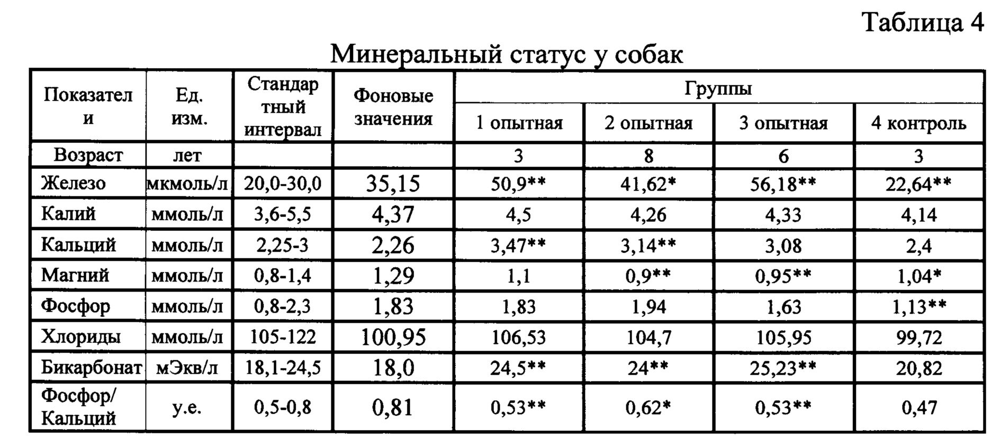 Таблица 4
Минеральный статус у собак
Показател
и
Ед.
изм.
Стандар
тный
интервал
Фоновые
значения
Группы
1 опытная
2 опытная
3 опытная
4 контроль
Возраст лет 3 8 6 3
Железо мкмоль/л 20,0-30,0 35,15 50,9** 41,62* 56,18** 22,64**
Калий ммоль/л 3,6-5,5 4,37 4,5 4,26 4,33 4,14
Кальций ммоль/л 2,25-3 2,26 3,47** 3,14** 3,08 2,4
Магний ммоль/л 0,8-1,4 1,29 1,1 0,9** 0,95** 1,04*
Фосфор ммоль/л 0,8-2,3 1,83 1,83 1,94 1,63 1,13**
Хлориды ммоль/л 105-122 100,95 106,53 104,7 105,95 99,72
Бикарбонат мЭкв/л 18,1-24,5 18,0 24,5** 24** 25,23** 20,82
Фосфор/
Кальций
у.е. 0,5-0,8 0,81 0,53** 0,62* 0,53** 0,47